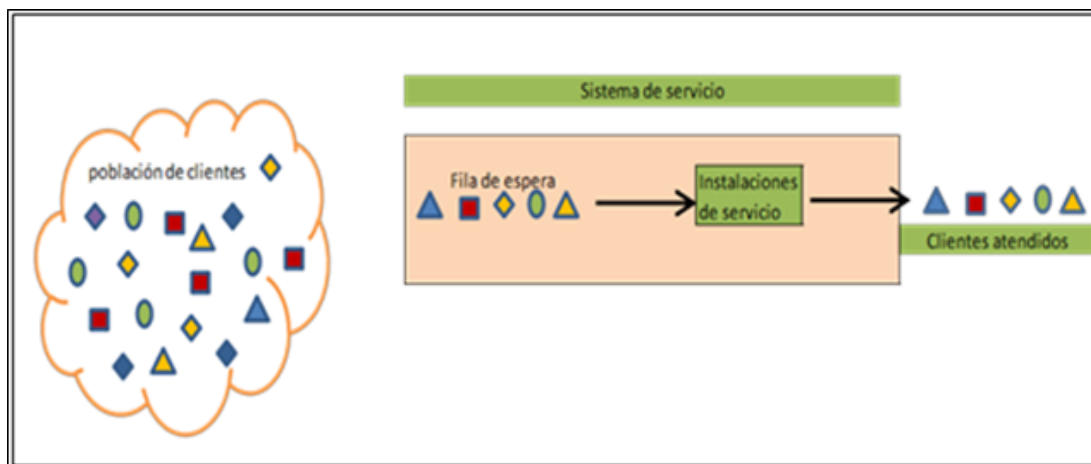 Sistema de servicio
población de clientes
Fila de espera
Instalaciones
de servicio
Clientes atendidos